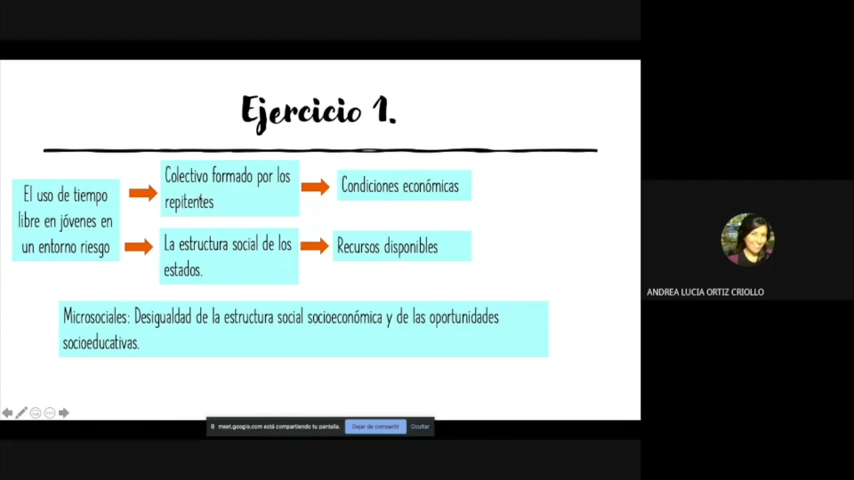 Ejercicio 1.
El uso de tiempo
libre en jóvenes en
un entorno riesgo
Colectivo formado por los
repitentes
Condiciones económicas
La estructura social de los
estados.
Recursos disponibles
Microsociales: Desigualdad de la estructura social socioeconómica y de las oportunidades
socioeducativas.
ANDREA LUCIA ORTIZ CRIOLLO
meet.google.com está compartiendo tu pantalla.
Dejar de compartir
Ocultar